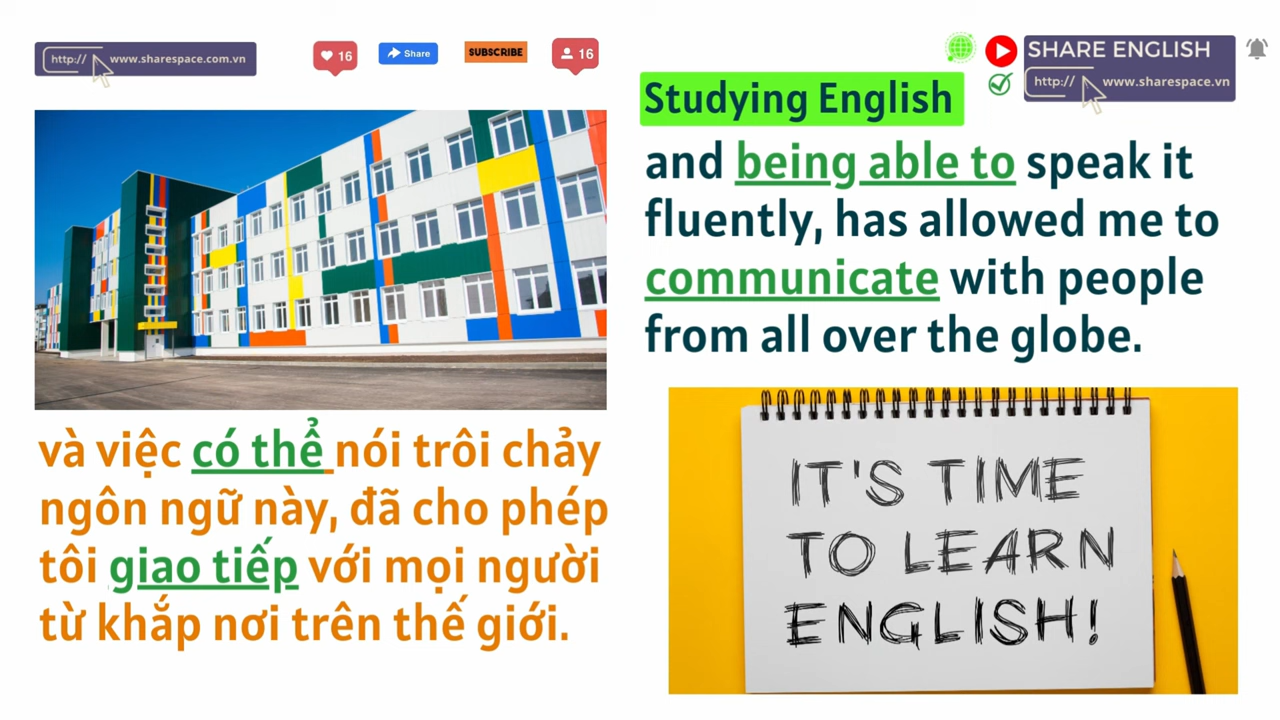 http://
www.sharespace.com.vn
16
Share
SUBSCRIBE
16
SHARE ENGLISH
http://
www.sharespace.vn
Studying English
and being able to speak it
fluently, has allowed me to
communicate with people
from all over the globe.
và việc có thể nói trôi chảy
ngôn ngữ này, đã cho phép
tôi giao tiếp với mọi người
từ khắp nơi trên thế giới.
IT'S TIME
TO LEARN
ENGLISH!